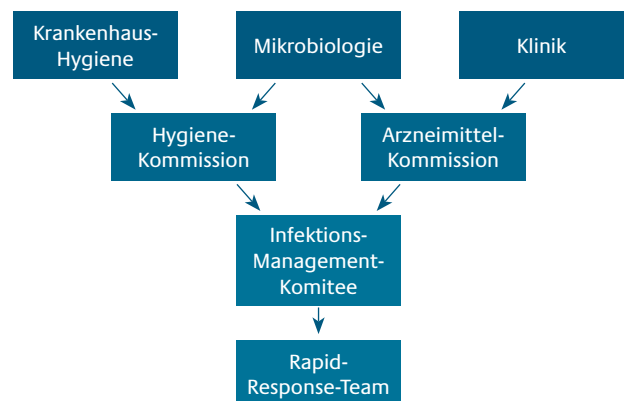 Krankenhaus-
Hygiene
Mikrobiologie
Klinik
Hygiene-
Kommission
Arzneimittel-
Kommission
Infektions-
Management-
Komitee
Rapid-
Response-Team